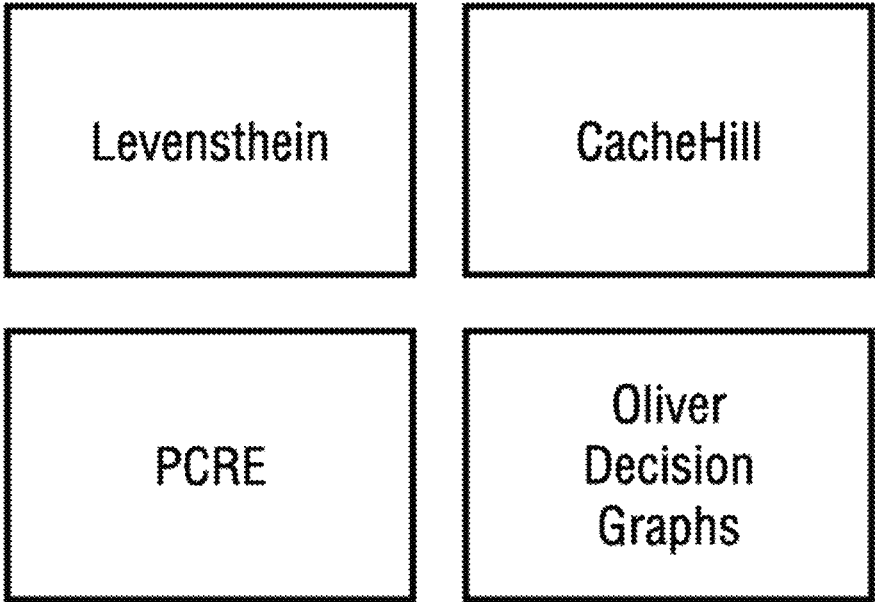 Levensthein
CacheHill
PCRE
Oliver
Decision
Graphs